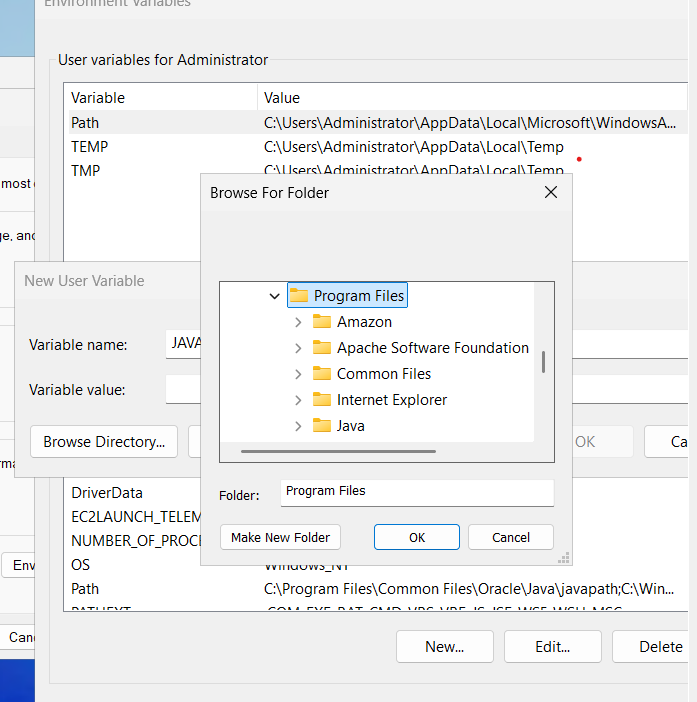 Environment Variables
User variables for Administrator
Variable Value
Path C:\Users\Administrator\AppData\Local\Microsoft\WindowsA...
TEMP C:\Users\Administrator\AppData\Local\Temp
TMP C:\Users\Administrator\AppData\Local\Temp
most
Browse For Folder
ge, and
New User Variable
Program Files
Amazon
Variable name: JAVA
Apache Software Foundation
Common Files
Variable value:
Internet Explorer
Java
Browse Directory...
OK
Ca
rma
DriverData
Folder: Program Files
EC2LAUNCH_TELEM
NUMBER_OF_PROCE
Make New Folder OK Cancel
Env
OS Windows_NT
Path C:\Program Files\Common Files\Oracle\Java\javapath;C:\Win...
PATHEXT .COM;.EXE;.BAT;.CMD;.VBS;.VBE;.JS;.JSE;.WSF;.WSH;.MSC
Canc
New... Edit... Delete